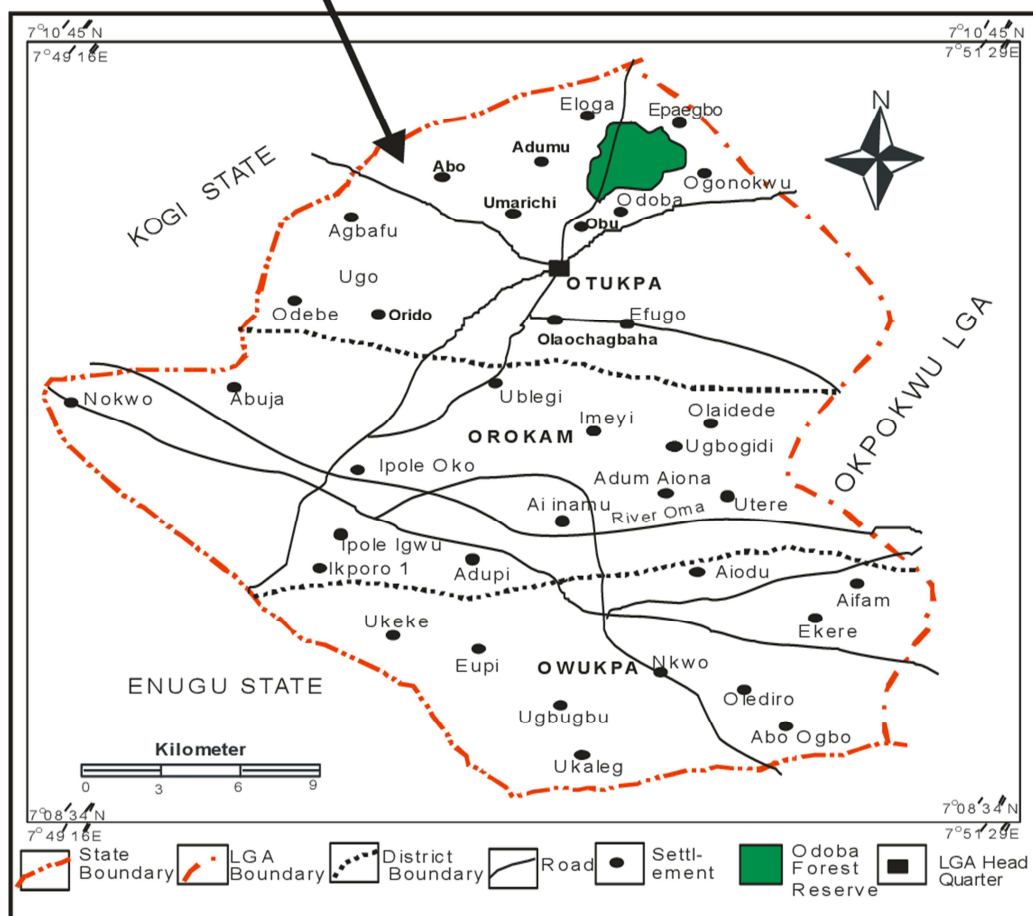 7°10'45"N
7°10'45"N
7°49'16"E
7°51'29"E
Eloga
Epaegbo
N
Adumu
Abo
Ogonokwu
KOGI STATE
Umarichi
Odoba
Agbafu
Obu
Ugo
OTUKPA
Odebe
Orido
Efugo
Olaochagbaha
OKPOKWU LGA
Nokwo
Abuja
Ublegi
Imeyi
Olaidede
OROKAM
Ugbogidi
Ipole Oko
Adum Aiona
Ai inamu
River Oma
Utere
Ipole Igwu
Ikporo 1
Adupi
Aiodu
Aifam
Ukeke
Ekere
Eupi
OWUKPA
Nkwo
ENUGU STATE
Olediro
Ugbugbu
Abo Ogbo
Kilometer
Ukaleg
0 3 6 9
7°08'34"N
7°08'34"N
7°49'16"E
7°51'29"E
State
Boundary
LGA
Boundary
District
Boundary
Road
Settl-
ement
Odoba
Forest
Reserve
LGA Head
Quarter